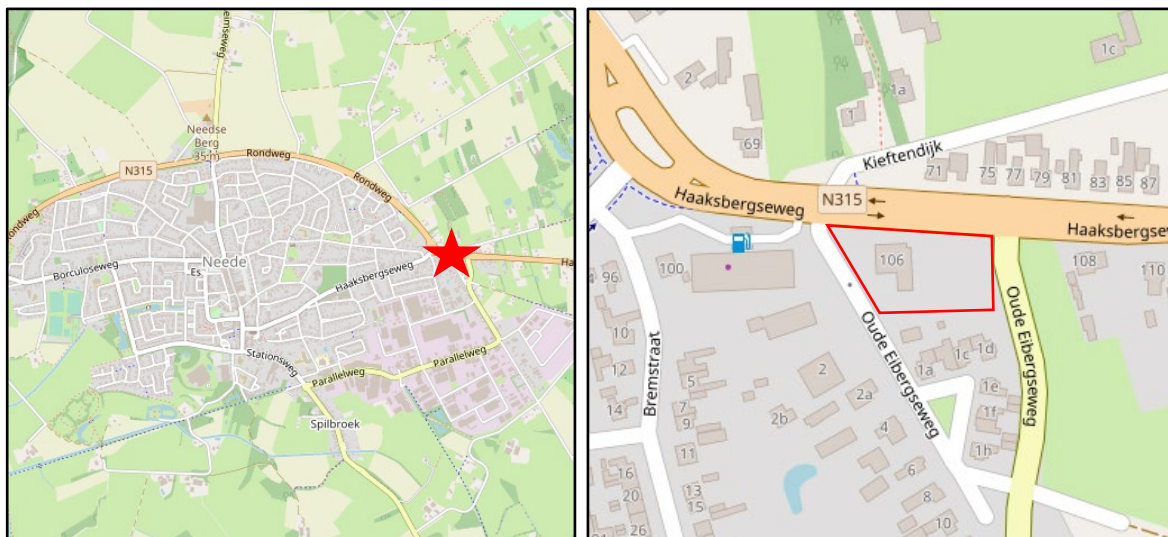 Needse
Berg
35 m
N315
Rondweg
Rondweg
Rondweg
Borculoseweg
Es
Neede
Haaksbergseweg
Stationsweg
Parallelweg
Parallelweg
Spilbroek
2
1c
1a
1
69
Kieftendijk
71
75
77
79
81
83
85
87
N315
Haaksbergseweg
106
108
110
100
96
10
12
14
Bremstraat
5
7
9
11
13
15
16
20
26
2
2a
2b
4
6
8
10
1a
1c
1d
1e
1f
1h
Oude Eibergseweg
Oude Eibergseweg